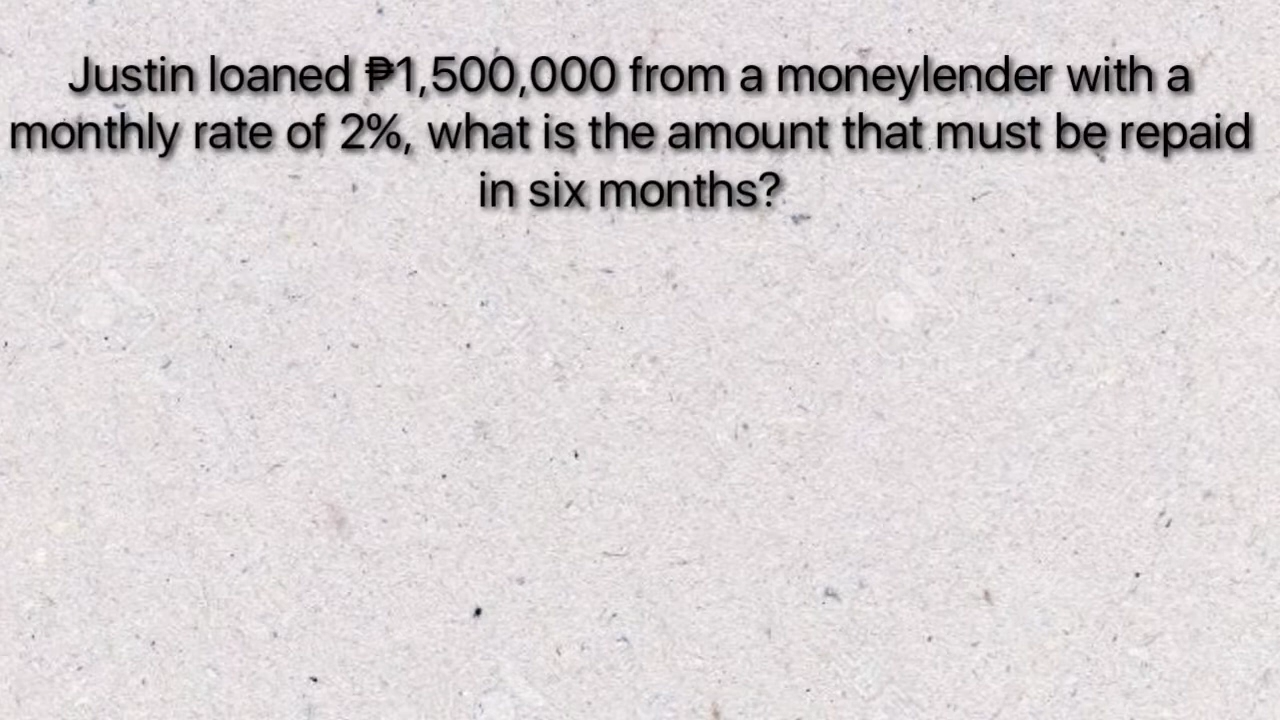 Justin loaned ₱1,500,000 from a moneylender with a
monthly rate of 2%, what is the amount that must be repaid
in six months?